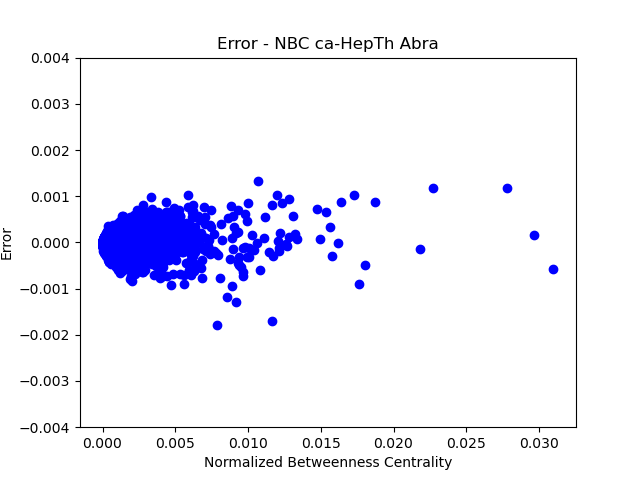 Error - NBC ca-HepTh Abra
0.004
0.003
0.002
0.001
0.000
−0.001
−0.002
−0.003
−0.004
Error
0.000 0.005 0.010 0.015 0.020 0.025 0.030
Normalized Betweenness Centrality